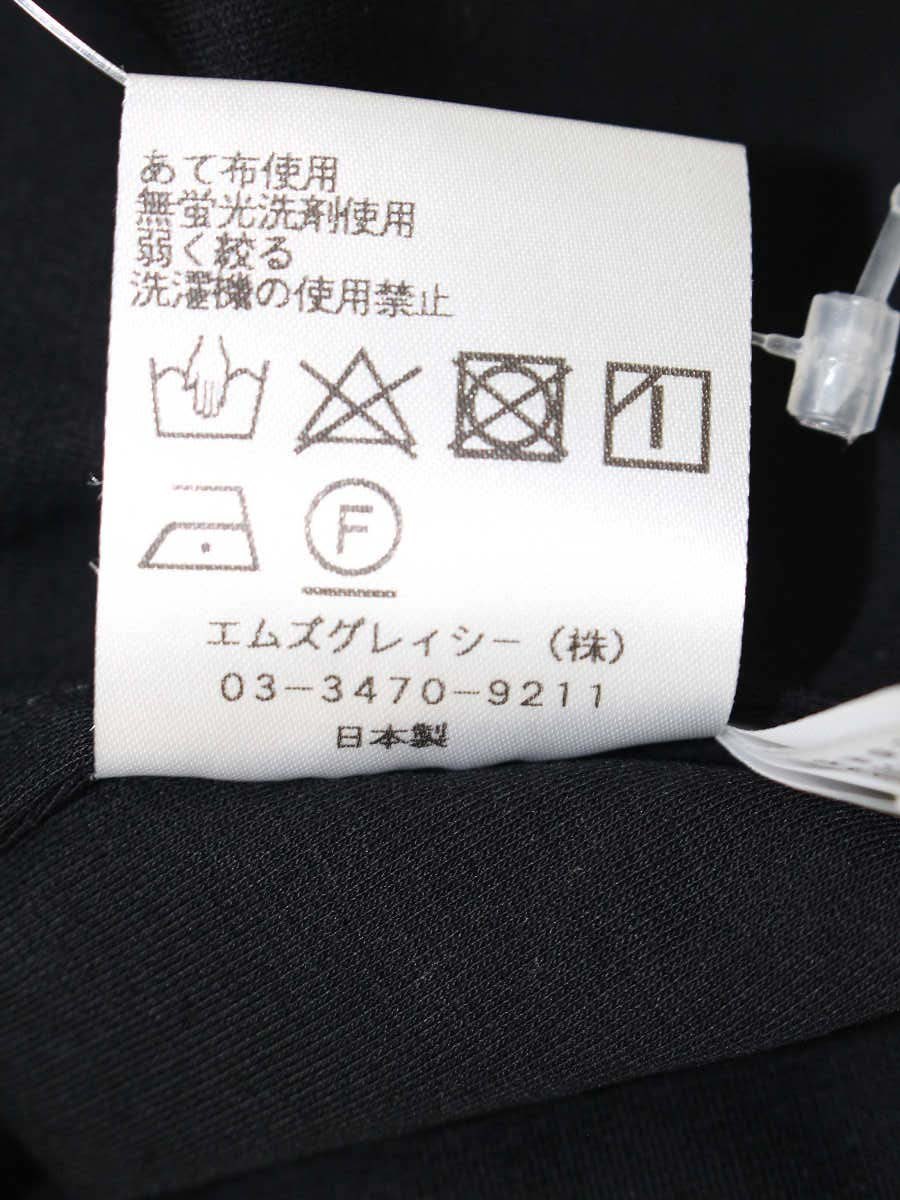 あて布使用
無蛍光洗剤使用
弱く絞る
洗濯機の使用禁止
F
エムズグレイシー（株）
03-3470-9211
日本製